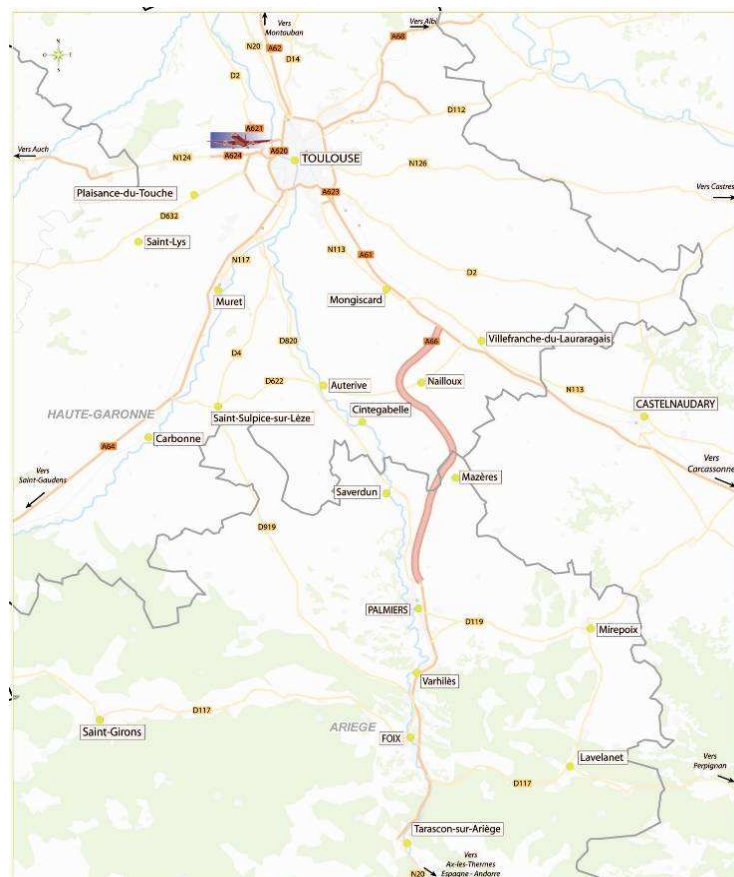 Vers
Montauban
Vers Albi
N20
A62
A68
D14
D2
D112
A621
Vers Auch
A620
N124
A624
TOULOUSE
N126
Vers Castres
Plaisance-du-Touche
A623
D632
Saint-Lys
N117
N113
A61
D2
Muret
Mongiscard
D820
A66
Villefranche-du-Lauraragais
D4
D622
Auterive
Nailloux
N113
HAUTE-GARONNE
Saint-Sulpice-sur-Lèze
Cintegabelle
CASTELNAUDARY
A64
Carbonne
Vers
Saint-Gaudens
Vers
Carcassonne
Mazères
Saverdun
D919
PALMIERS
D119
Mirepoix
Varhilès
D117
Saint-Girons
ARIEGE
FOIX
Lavelanet
Vers
Perpignan
D117
Tarascon-sur-Ariège
Vers
Ax-les-Thermes
Espagne - Andorre
N20